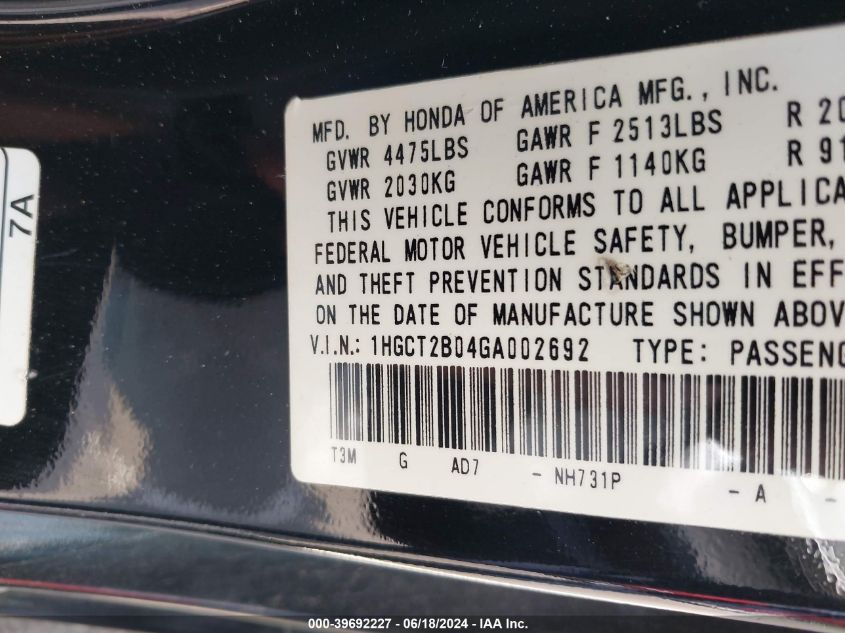 7A
MFD. BY HONDA OF AMERICA MFG., INC.
GVWR 4475LBS GAWR F 2513LBS R 20
GVWR 2030KG GAWR F 1140KG R 91
THIS VEHICLE CONFORMS TO ALL APPLICA
FEDERAL MOTOR VEHICLE SAFETY, BUMPER,
AND THEFT PREVENTION STANDARDS IN EFF
ON THE DATE OF MANUFACTURE SHOWN ABOV
V.I.N.: 1HGCT2B04GA002692 TYPE: PASSENG
T3M G AD7 - NH731P - A -
000-39692227 - 06/18/2024 - IAA Inc.